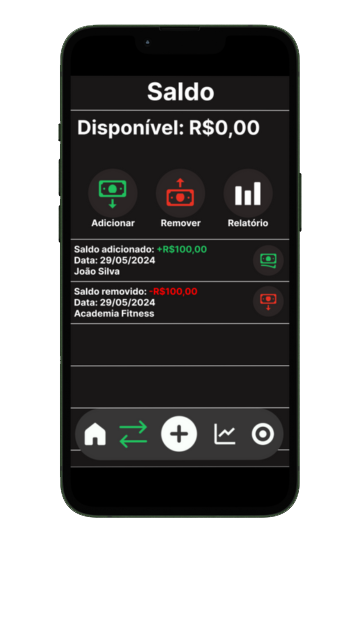 Saldo
Disponível: R$0,00
Adicionar Remover Relatório
Saldo adicionado: +R$100,00
Data: 29/05/2024
João Silva
Saldo removido: -R$100,00
Data: 29/05/2024
Academia Fitness